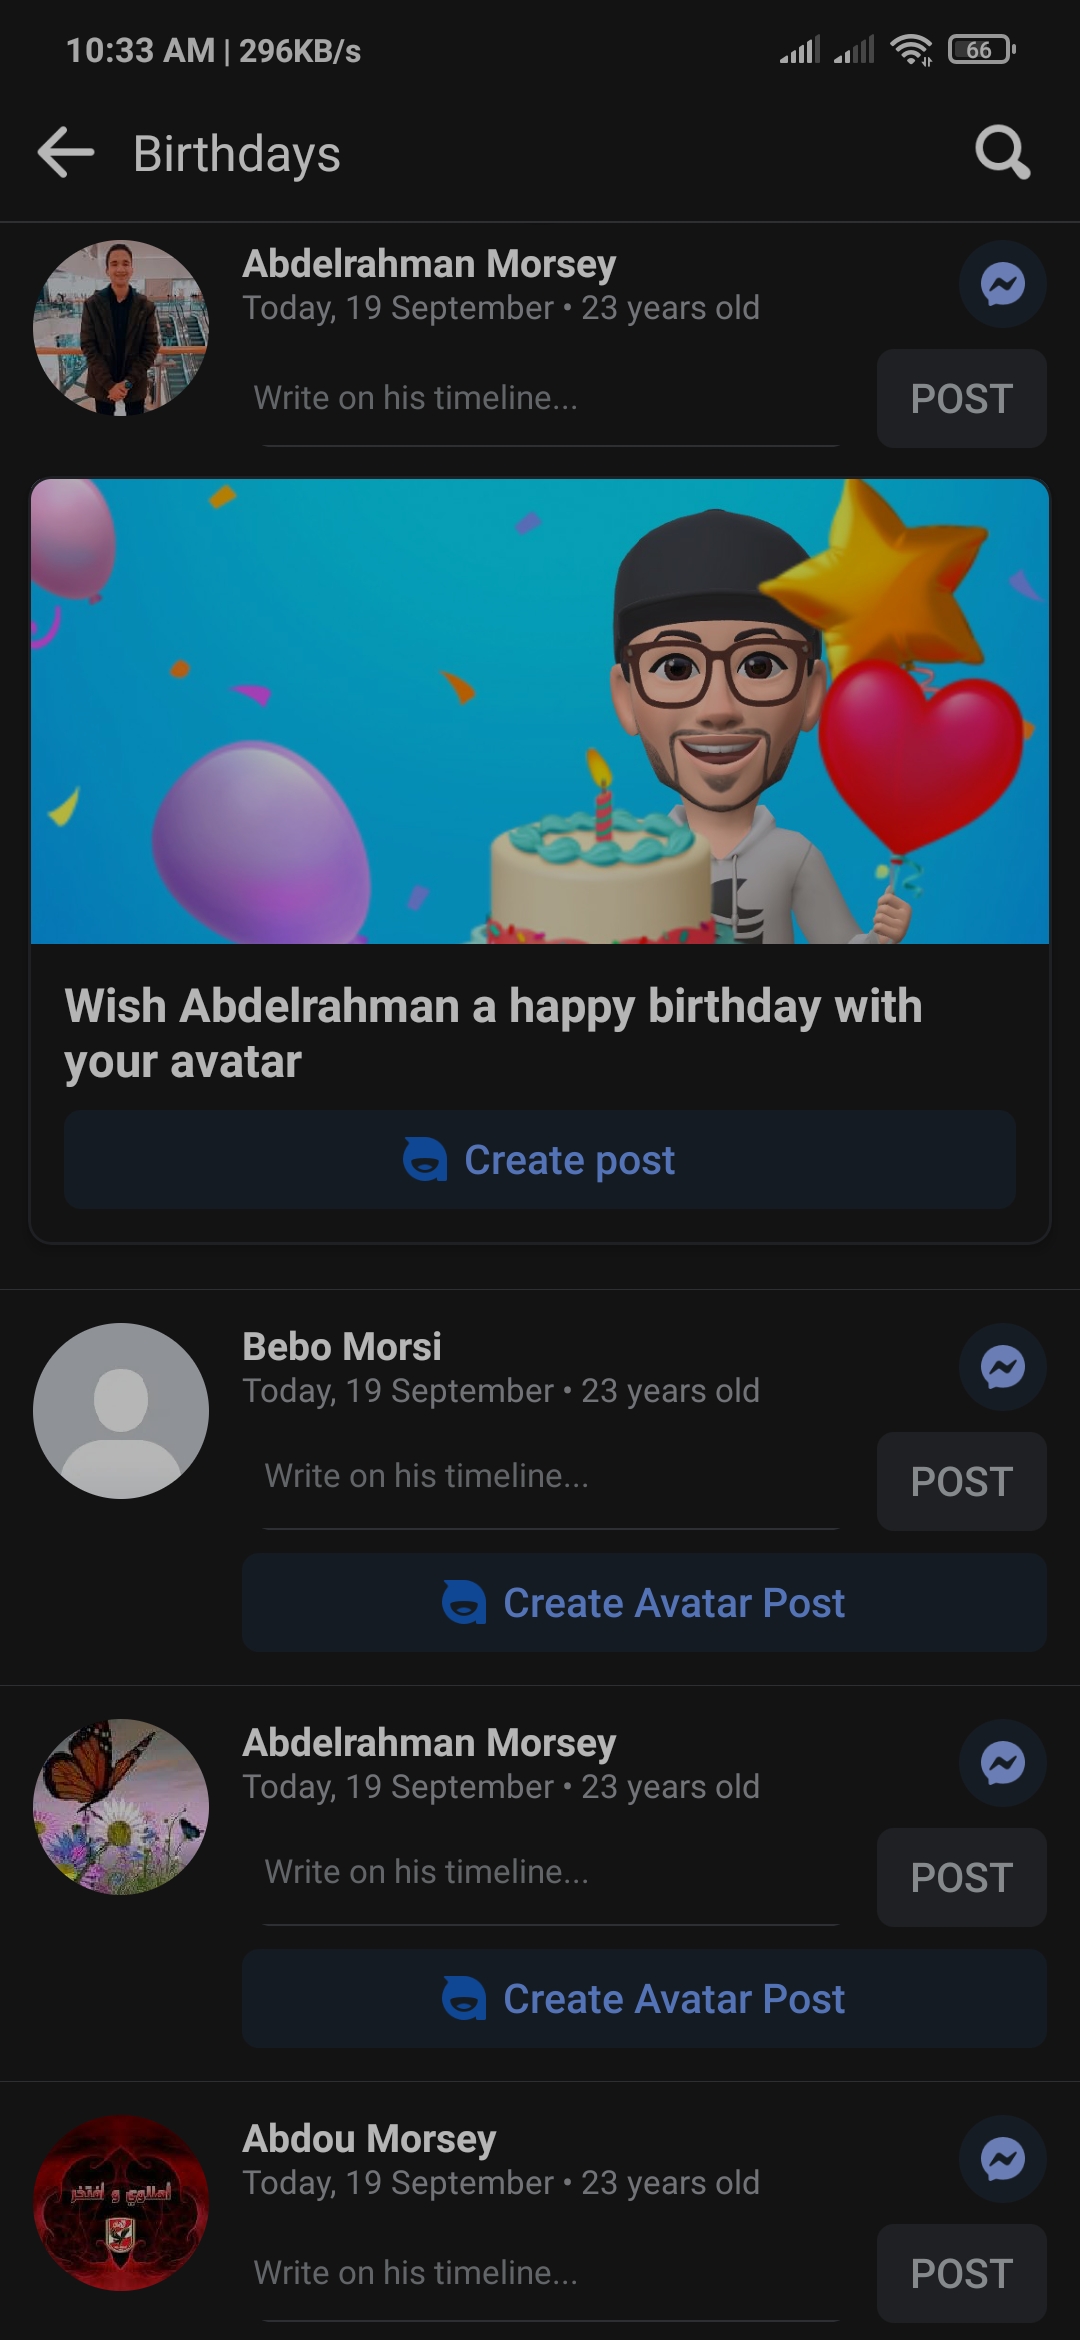 10:33 AM | 296KB/s
66
Birthdays
Abdelrahman Morsey
Today, 19 September • 23 years old
Write on his timeline...
POST
Wish Abdelrahman a happy birthday with
your avatar
Create post
Bebo Morsi
Today, 19 September • 23 years old
Write on his timeline...
POST
Create Avatar Post
Abdelrahman Morsey
Today, 19 September • 23 years old
Write on his timeline...
POST
Create Avatar Post
Abdou Morsey
Today, 19 September • 23 years old
أهلاوي و أفتخر
Write on his timeline...
POST